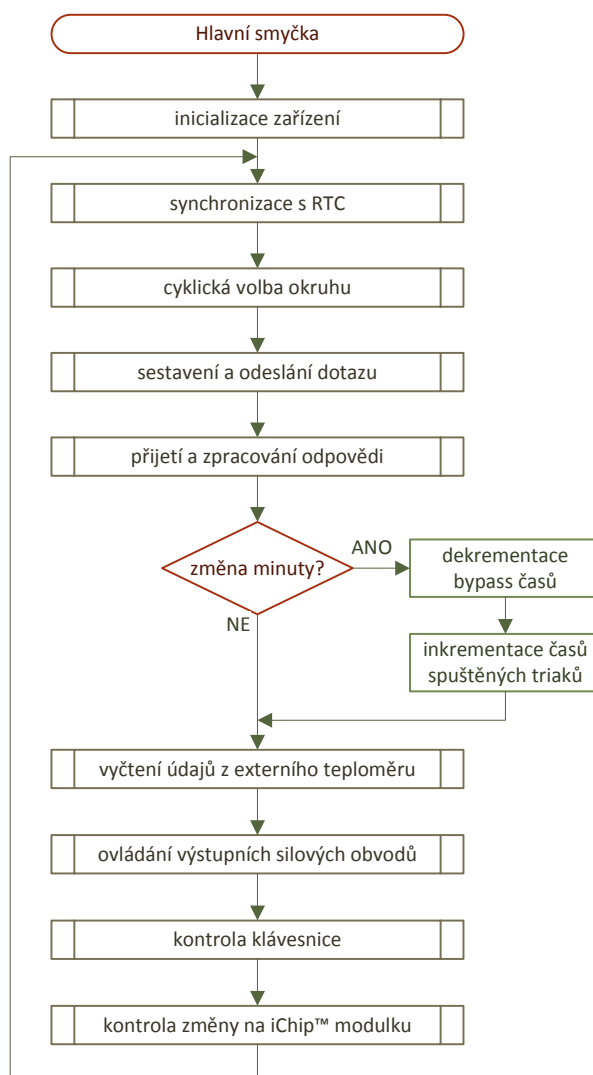 Hlavní smyčka
inicializace zařízení
synchronizace s RTC
cyklická volba okruhu
sestavení a odeslání dotazu
přijetí a zpracování odpovědi
změna minuty?
ANO
dekrementace
bypass časů
NE
inkrementace časů
spuštěných triaků
vyčtení údajů z externího teploměru
ovládání výstupních silových obvodů
kontrola klávesnice
kontrola změny na iChip™ modulku